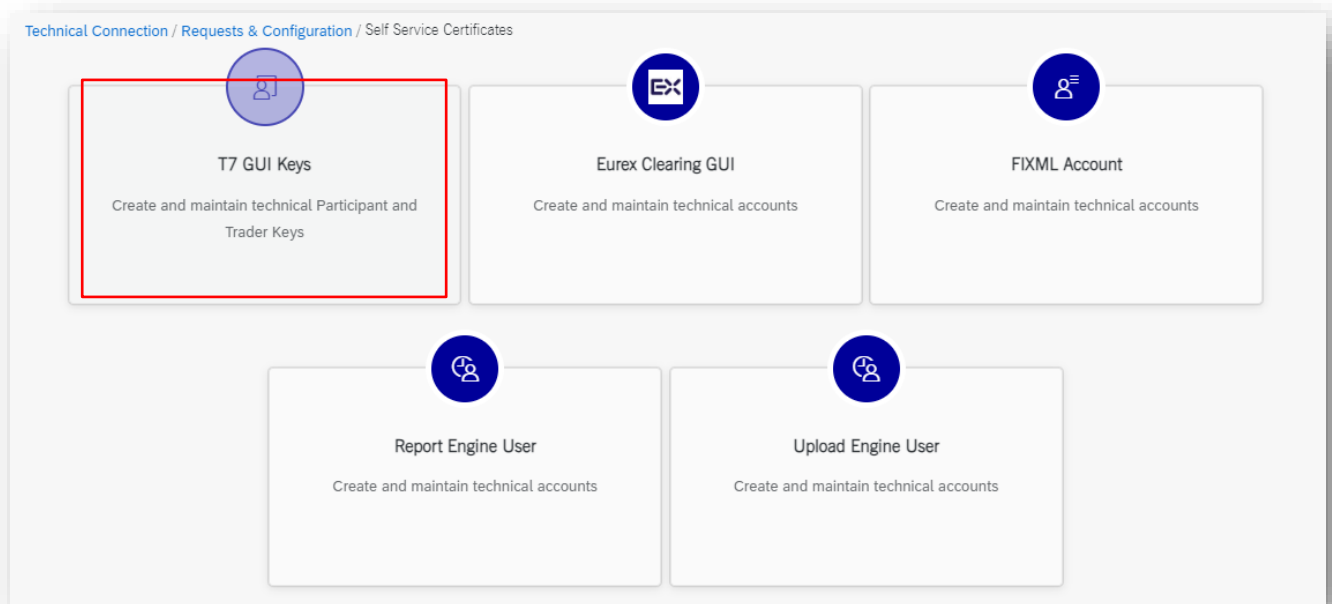 Technical Connection / Requests & Configuration / Self Service Certificates
T7 GUI Keys
Create and maintain technical Participant and
Trader Keys
EX
Eurex Clearing GUI
Create and maintain technical accounts
FIXML Account
Create and maintain technical accounts
Report Engine User
Create and maintain technical accounts
Upload Engine User
Create and maintain technical accounts